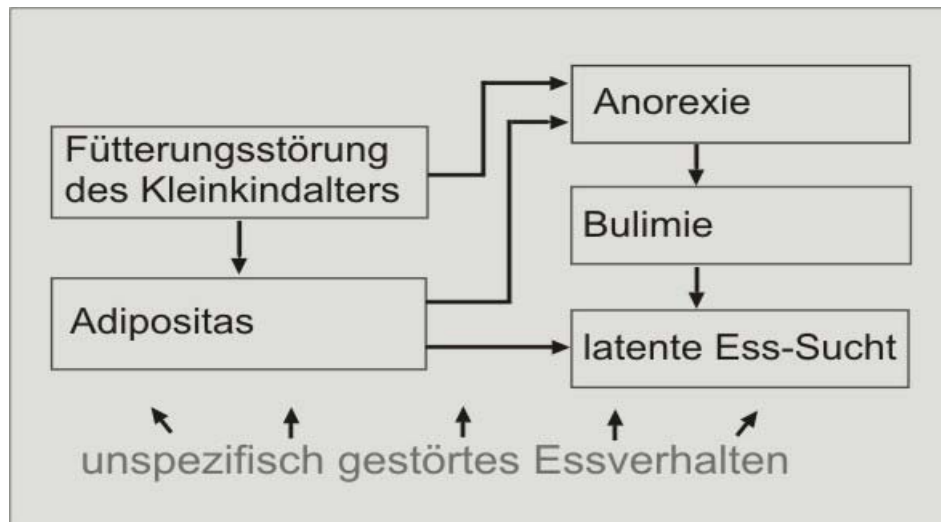 Fütterungsstörung
des Kleinkindalters
Adipositas
Anorexie
Bulimie
latente Ess-Sucht
unspezifisch gestörtes Essverhalten